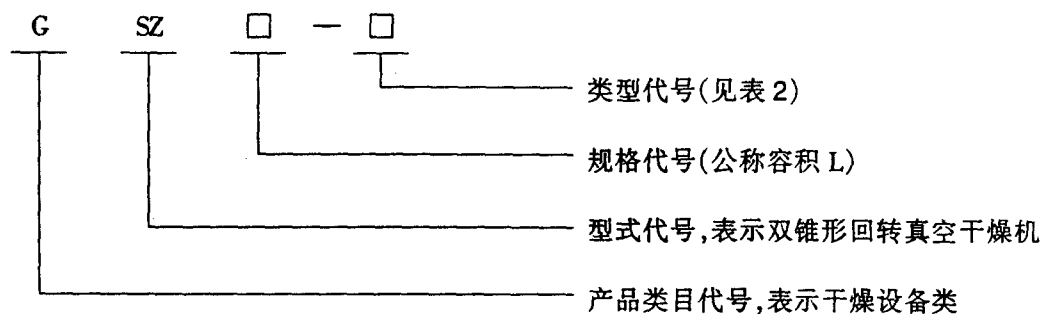 G SZ □ — □
类型代号(见表2)
规格代号(公称容积L)
型式代号,表示双锥形回转真空干燥机
产品类目代号,表示干燥设备类